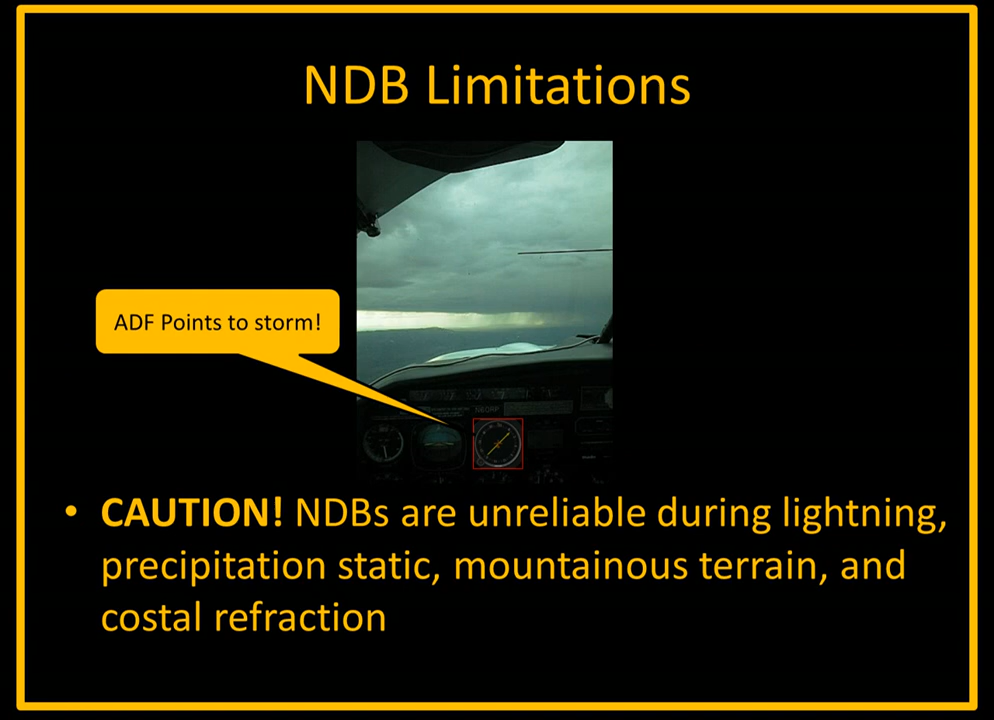 NDB Limitations
ADF Points to storm!
• CAUTION! NDBs are unreliable during lightning,
precipitation static, mountainous terrain, and
costal refraction